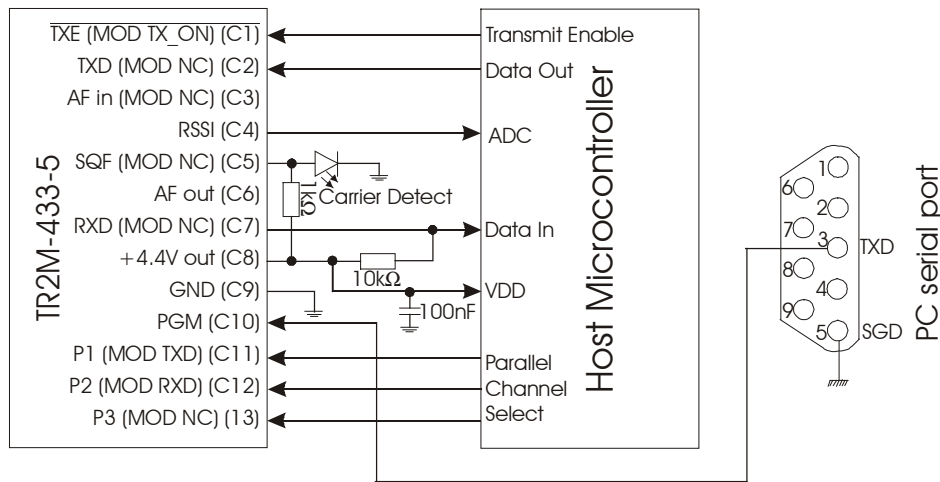 TR2M-433-5
TXE (MOD TX_ON) (C1)
TXD (MOD NC) (C2)
AF in (MOD NC) (C3)
RSSI (C4)
SQF (MOD NC) (C5)
AF out (C6)
RXD (MOD NC) (C7)
+4.4V out (C8)
GND (C9)
PGM (C10)
P1 (MOD TXD) (C11)
P2 (MOD RXD) (C12)
P3 (MOD NC) (13)
1kΩ
Carrier Detect
10kΩ
100nF
Transmit Enable
Data Out
ADC
Data In
VDD
Parallel
Channel
Select
Host Microcontroller
1
6
2
7
3
TXD
8
4
9
5
SGD
PC serial port